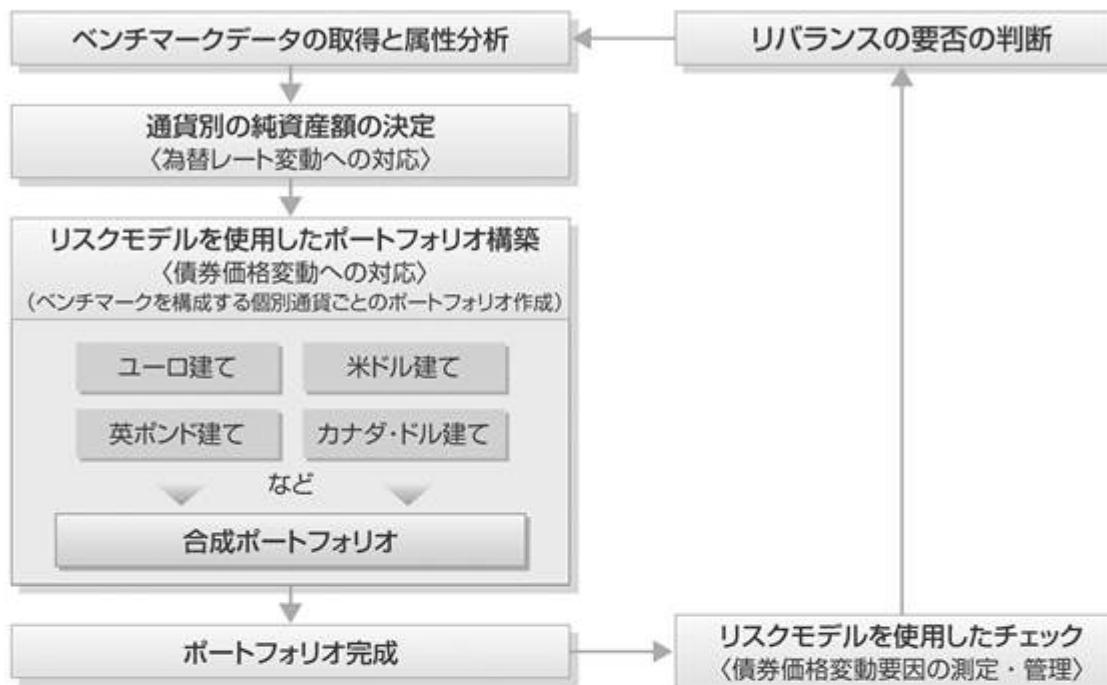 ベンチマークデータの取得と属性分析
リバランスの要否の判断
通貨別の純資産額の決定
〈為替レート変動への対応〉
リスクモデルを使用したポートフォリオ構築
〈債券価格変動への対応〉
（ベンチマークを構成する個別通貨ごとのポートフォリオ作成）
ユーロ建て
米ドル建て
英ポンド建て
カナダ・ドル建て
など
合成ポートフォリオ
ポートフォリオ完成
リスクモデルを使用したチェック
〈債券価格変動要因の測定・管理〉